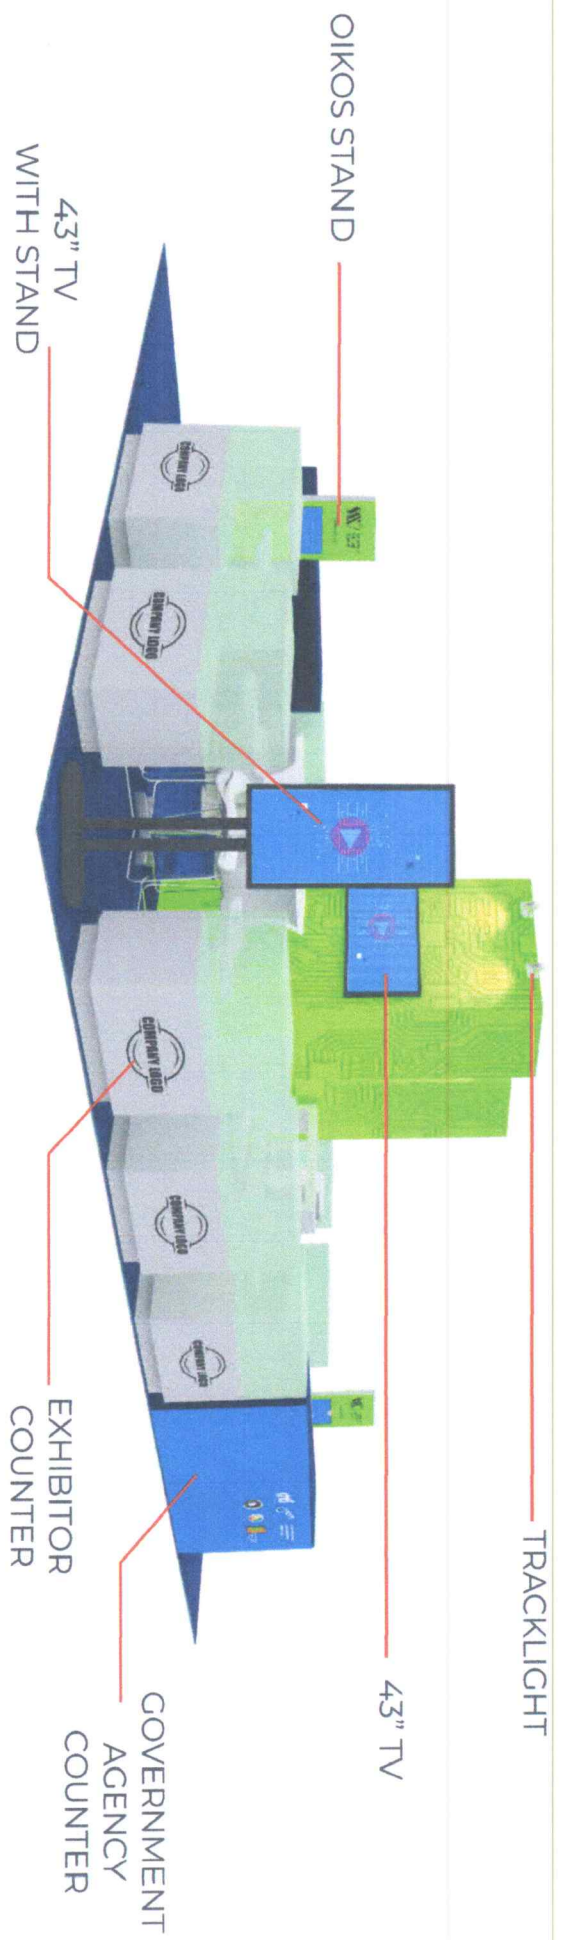 OIKOS STAND
43” TV
WITH STAND
TRACKLIGHT
43” TV
EXHIBITOR
COUNTER
GOVERNMENT
AGENCY
COUNTER
COMPANY LOGO
COMPANY LOGO
COMPANY LOGO
COMPANY LOGO
COMPANY LOGO